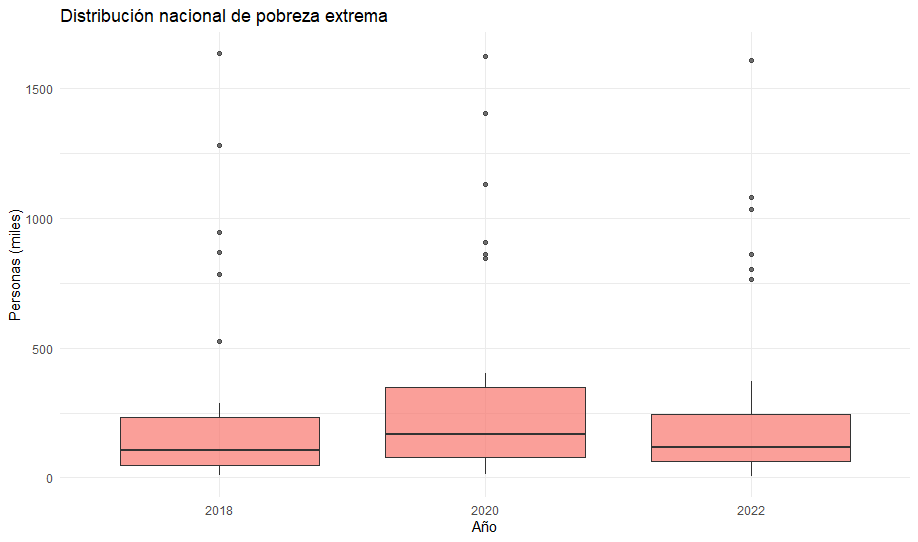 Distribución nacional de pobreza extrema
Personas (miles)
1500
1000
500
0
2018
2020
2022
Año